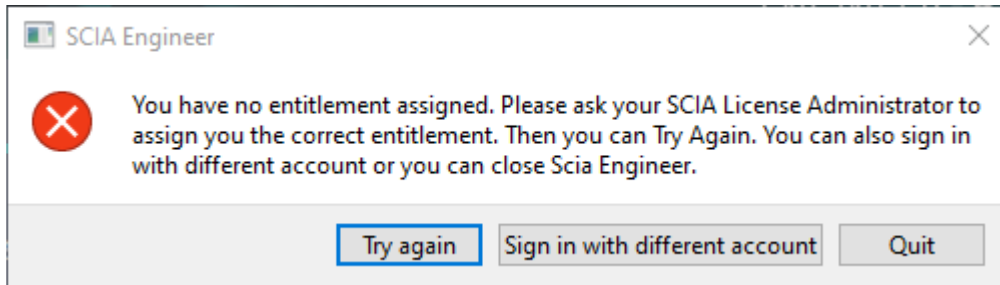 SCIA Engineer
You have no entitlement assigned. Please ask your SCIA License Administrator to
assign you the correct entitlement. Then you can Try Again. You can also sign in
with different account or you can close Scia Engineer.
Try again
Sign in with different account
Quit